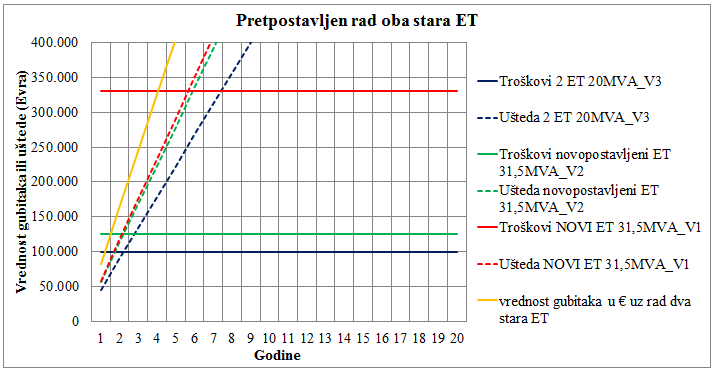 Pretpostavljen rad oba stara ET
Vrednost gubitaka ili uštede (Evra)
400.000
350.000
300.000
250.000
200.000
150.000
100.000
50.000
0
1 2 3 4 5 6 7 8 9 10 11 12 13 14 15 16 17 18 19 20
Godine
Troškovi 2 ET 20MVA_V3
Ušteda 2 ET 20MVA_V3
Troškovi novopostavljeni ET
31,5MVA_V2
Ušteda novopostavljeni ET
31,5MVA_V2
Troškovi NOVI ET 31,5MVA_V1
Ušteda NOVI ET 31,5MVA_V1
vrednost gubitaka u € uz rad dva
stara ET